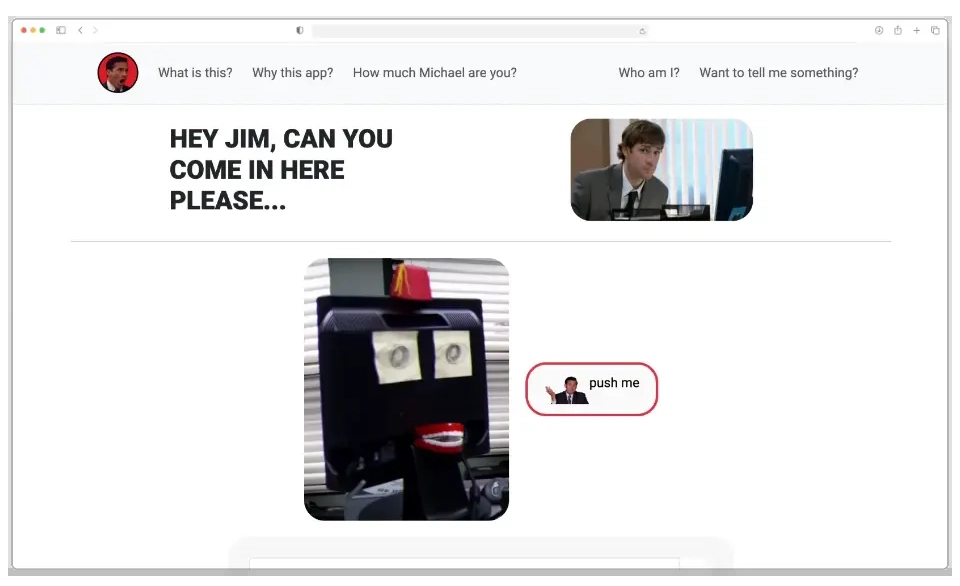 What is this? Why this app? How much Michael are you? Who am I? Want to tell me something?
HEY JIM, CAN YOU
COME IN HERE
PLEASE...
push me